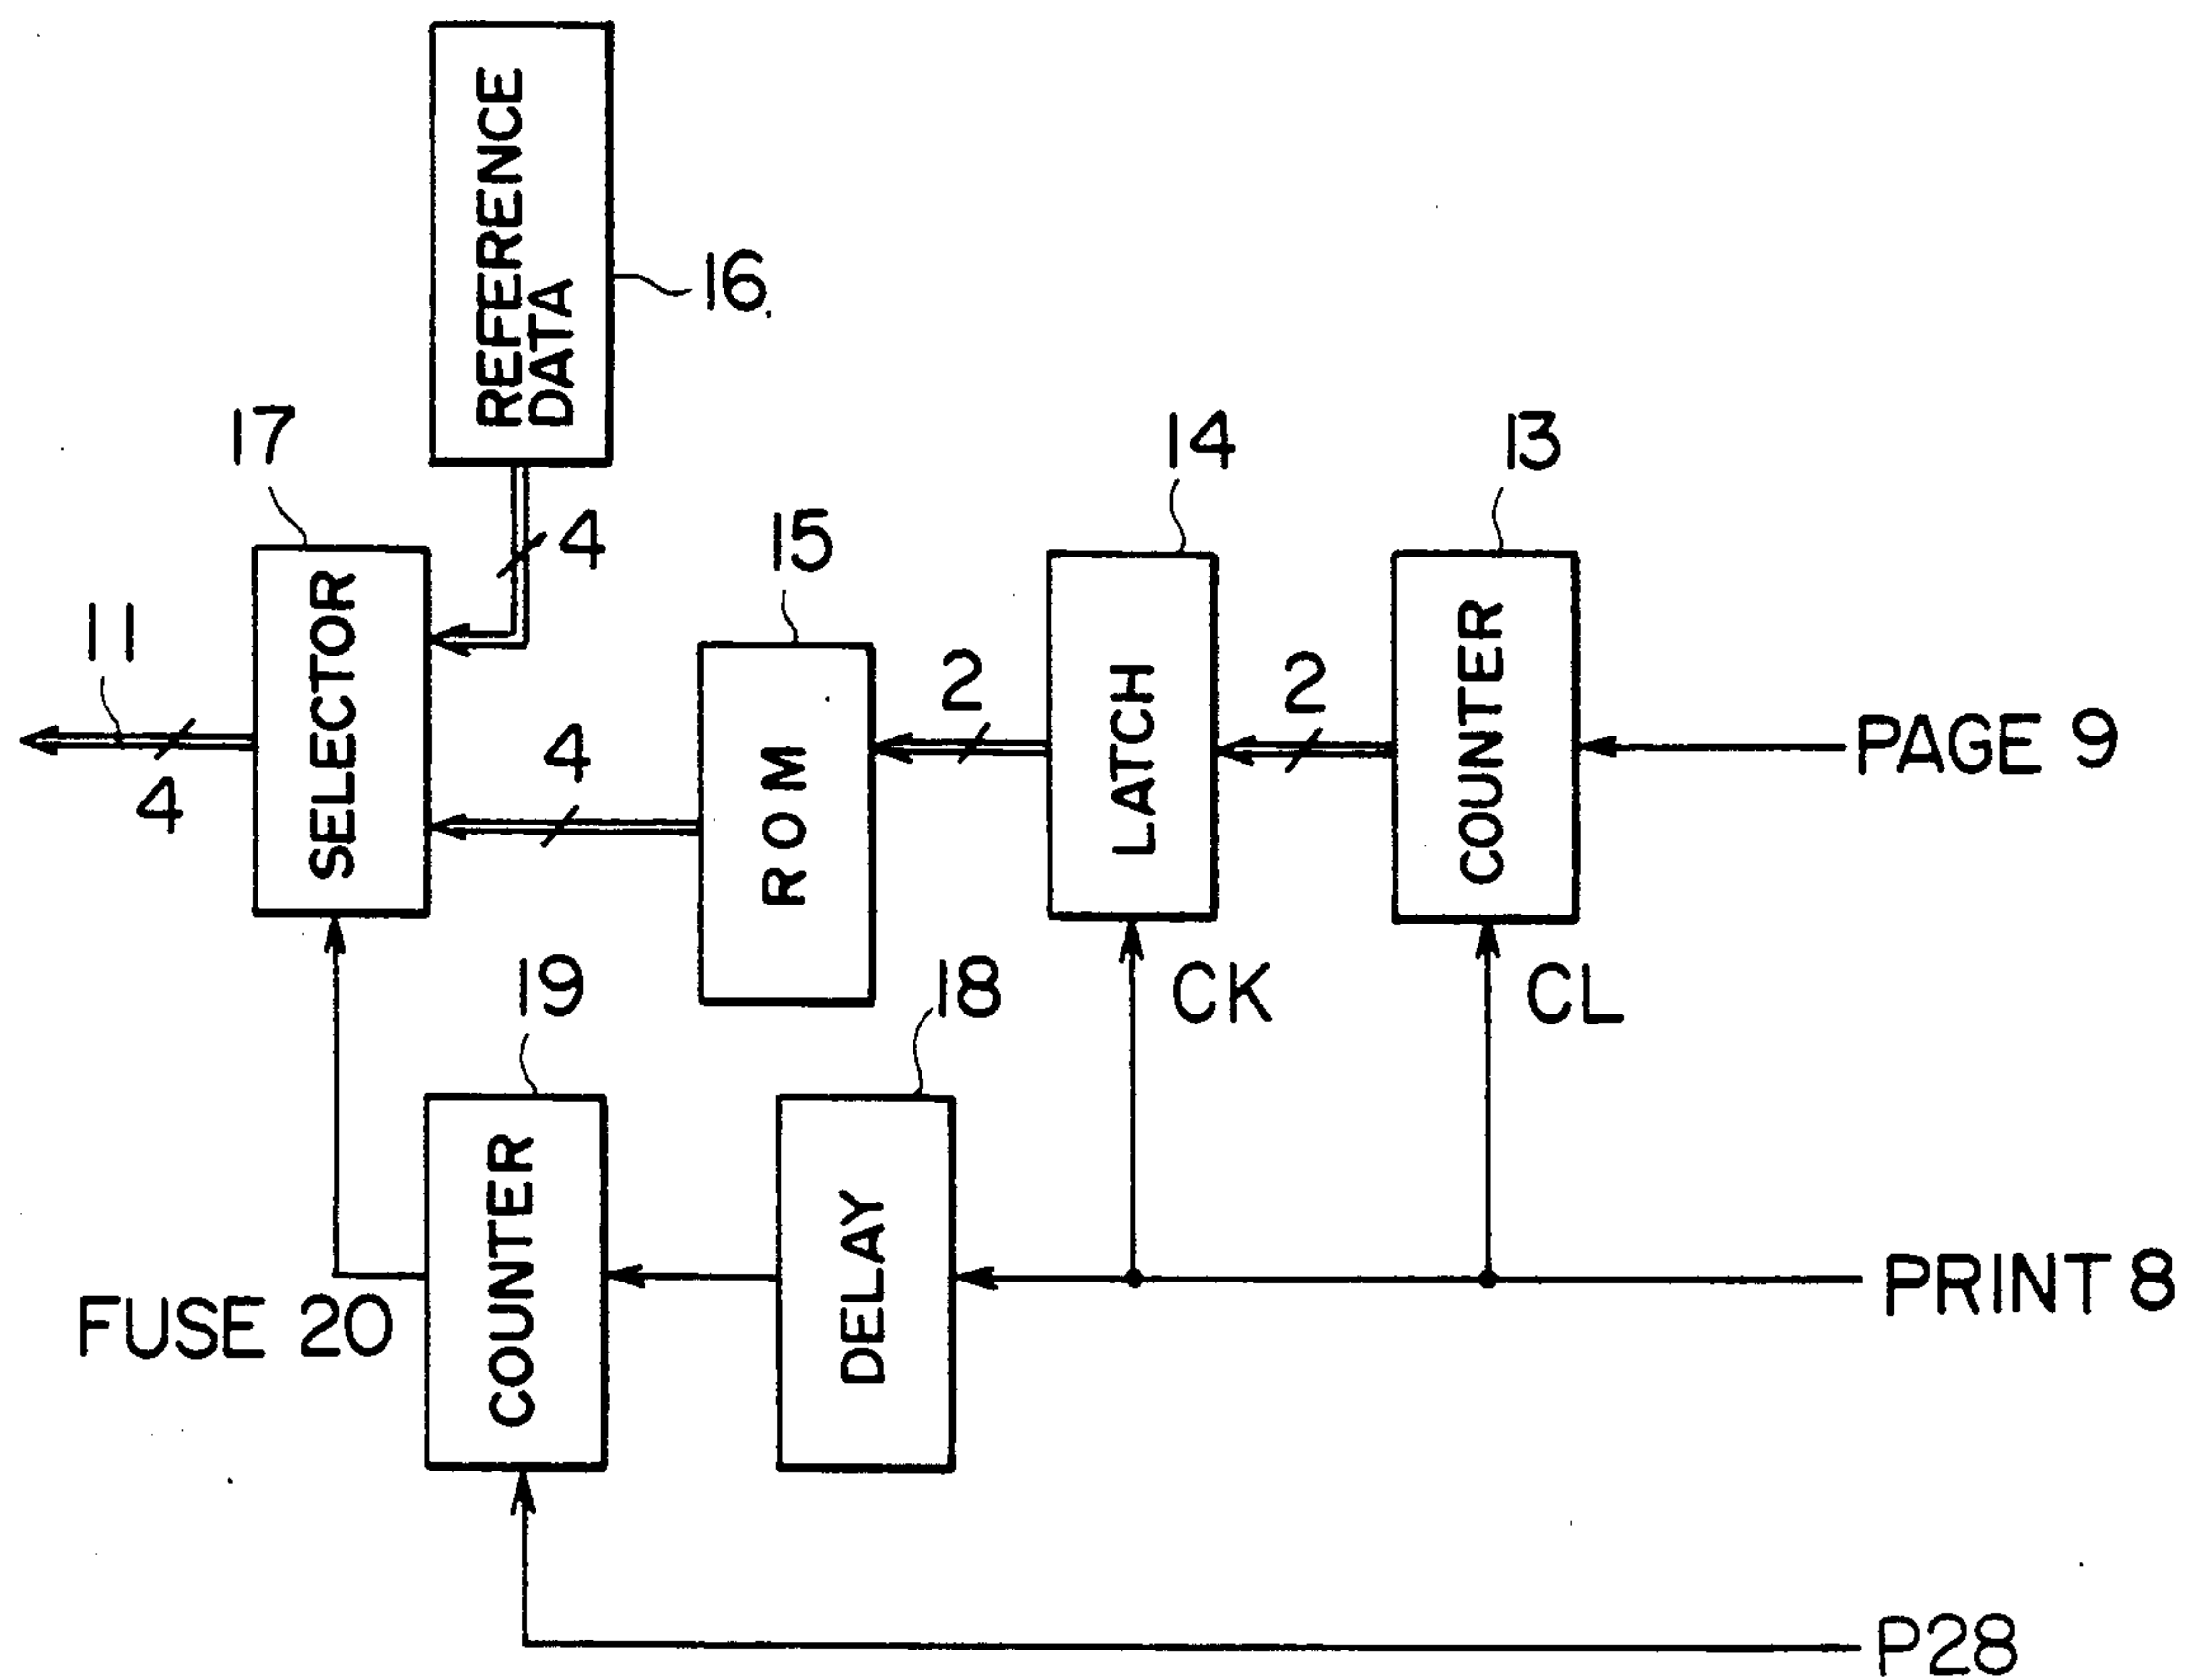 REFERENCE
DATA
16
17
4
15
14
13
11
SELECTOR
4
4
ROM
2
LATCH
2
COUNTER
PAGE 9
19
18
CK
CL
FUSE 20
COUNTER
DELAY
PRINT 8
P28